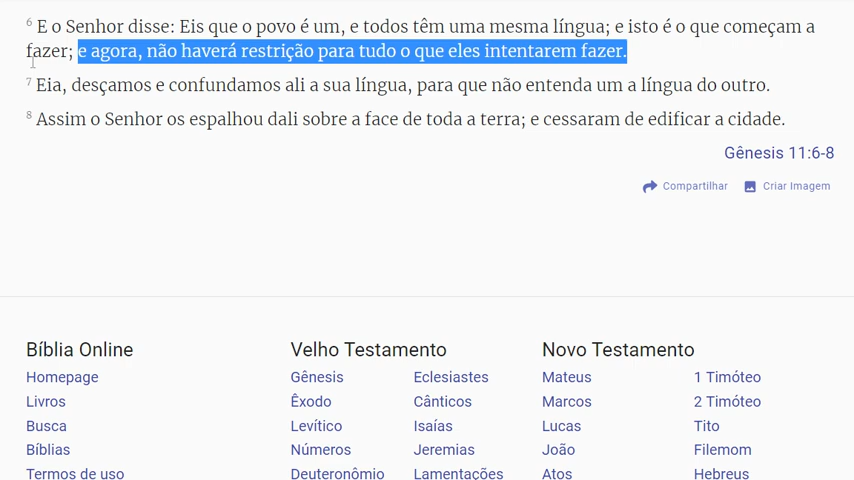 6 E o Senhor disse: Eis que o povo é um, e todos têm uma mesma língua; e isto é o que começam a
fazer; e agora, não haverá restrição para tudo o que eles intentarem fazer.
7 Eia, desçamos e confundamos ali a sua língua, para que não entenda um a língua do outro.
8 Assim o Senhor os espalhou dali sobre a face de toda a terra; e cessaram de edificar a cidade.
Gênesis 11:6-8
Compartilhar Criar Imagem
Bíblia Online Velho Testamento Novo Testamento
Homepage Gênesis Eclesiastes Mateus 1 Timóteo
Livros Êxodo Cânticos Marcos 2 Timóteo
Busca Levítico Isaías Lucas Tito
Bíblias Números Jeremias João Filemom
Termos de uso Deuteronômio Lamentações Atos Hebreus